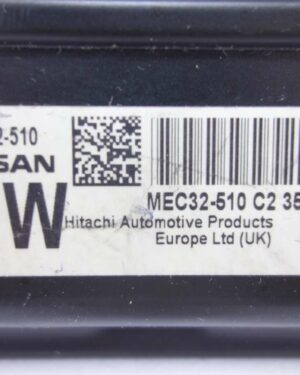 2-510
SAN
W
MEC32-510 C2 35
Hitachi Automotive Products
Europe Ltd (UK)